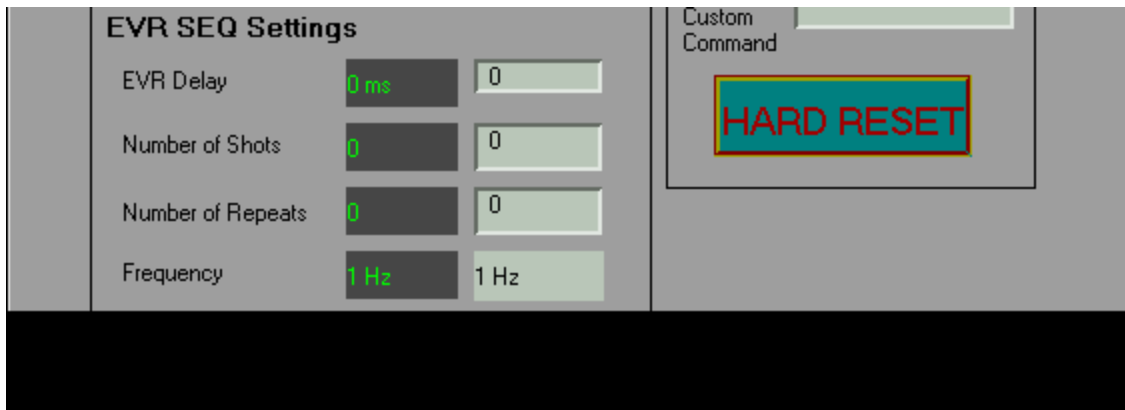 EVR SEQ Settings
EVR Delay 0 ms 0
Number of Shots 0 0
Number of Repeats 0 0
Frequency 1 Hz 1 Hz
Custom
Command
HARD RESET